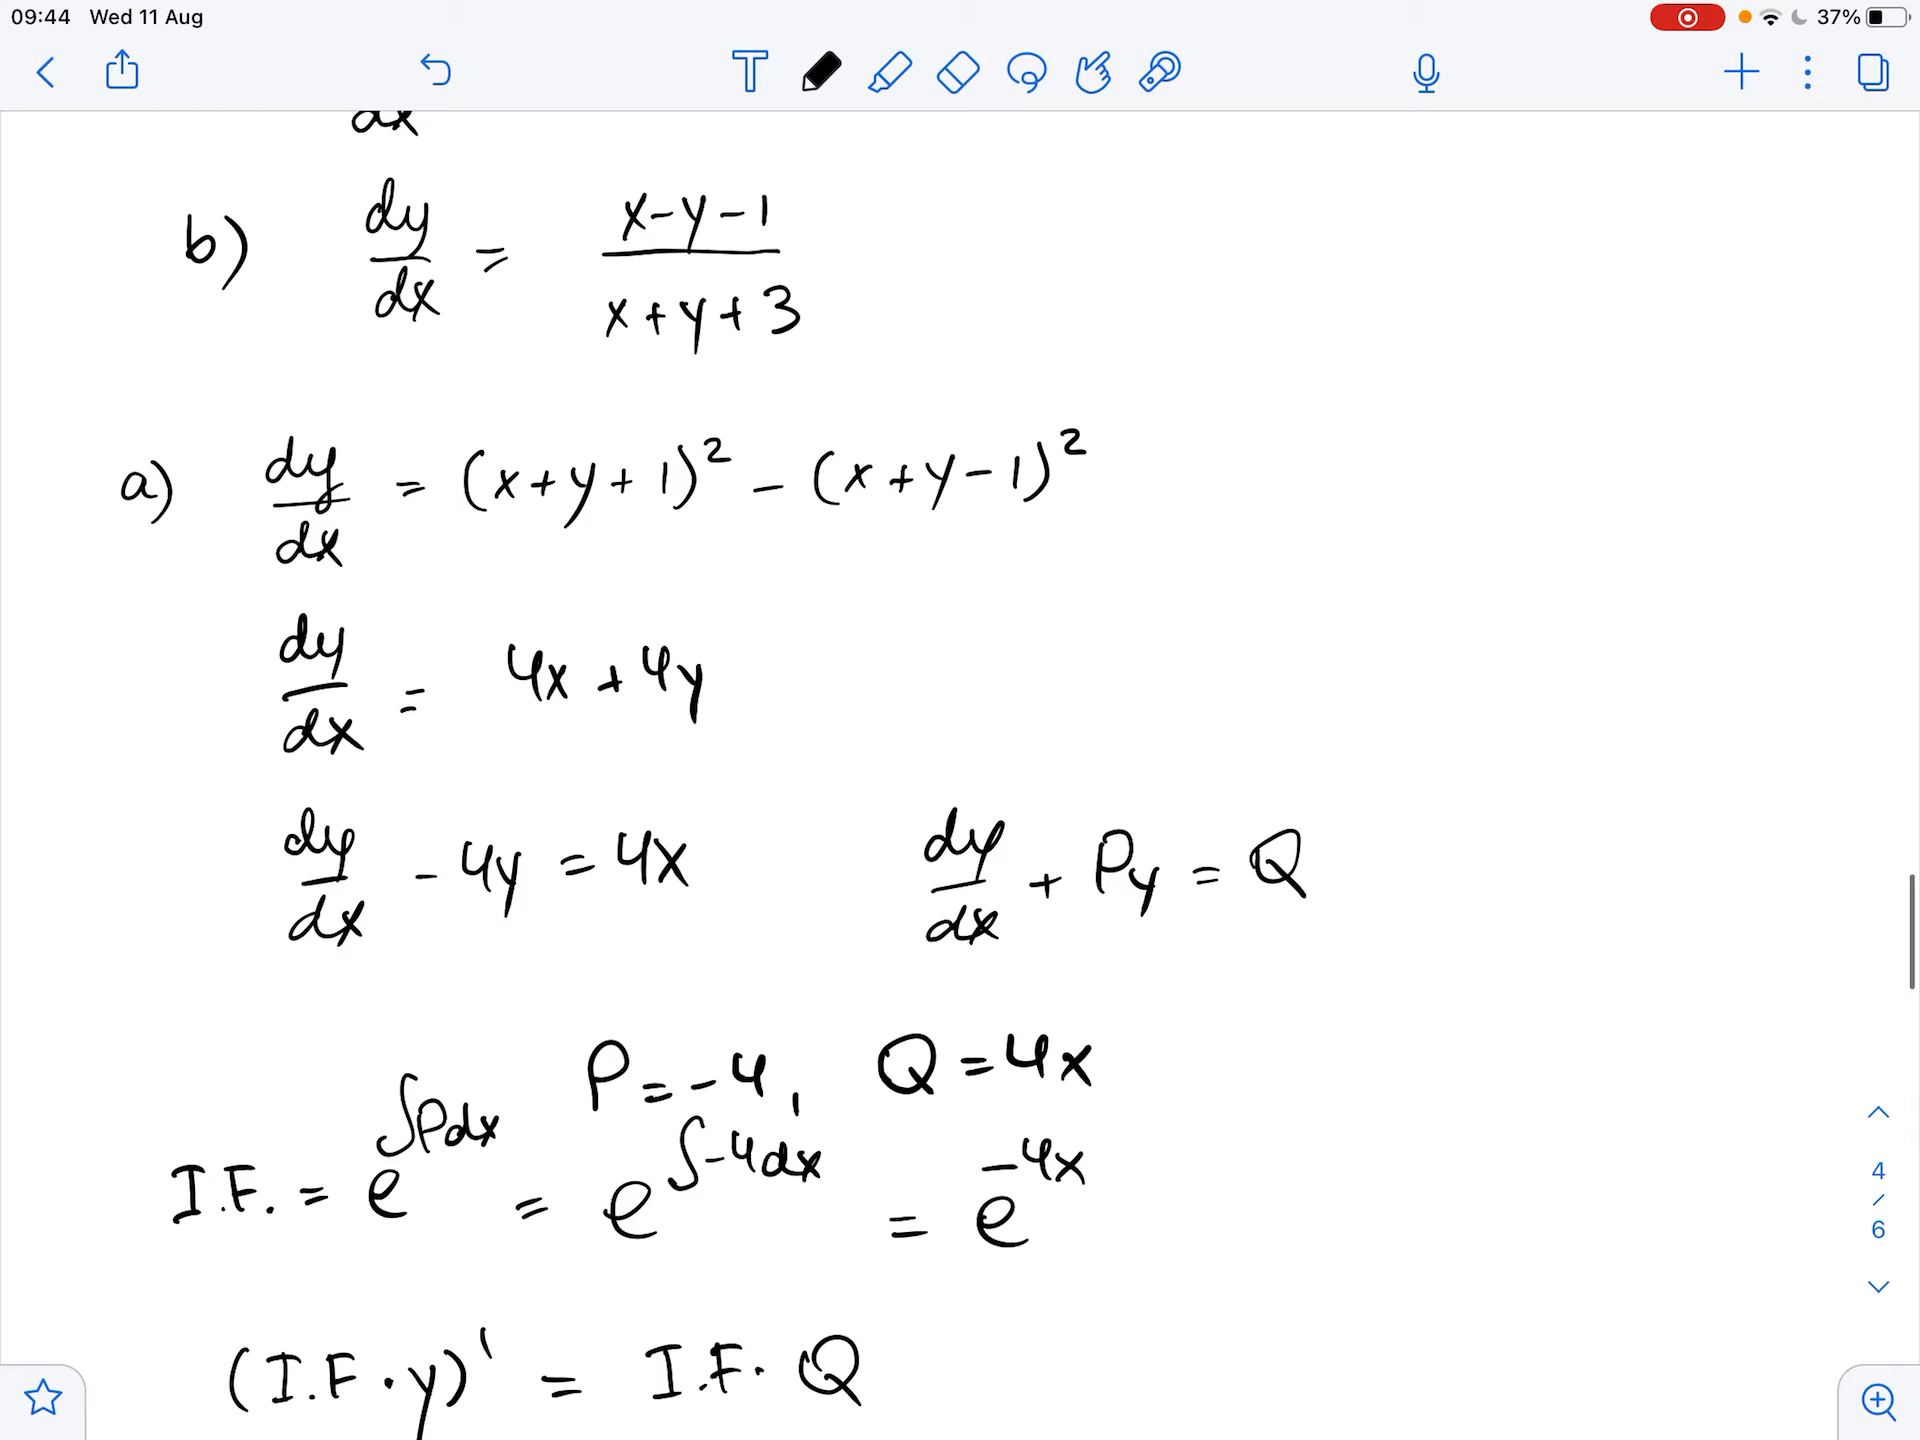 09:44 Wed 11 Aug 37%
T
dx
b) dy/dx = (x-y-1)/(x+y+3)
a) dy/dx = (x+y+1)² - (x+y-1)²
dy/dx = 4x + 4y
dy/dx - 4y = 4x dy/dx + Py = Q
P = -4, Q = 4x
I.F. = e^∫Pdx = e^∫-4dx = e^-4x
(I.F · y)' = I.F. Q
4
/
6